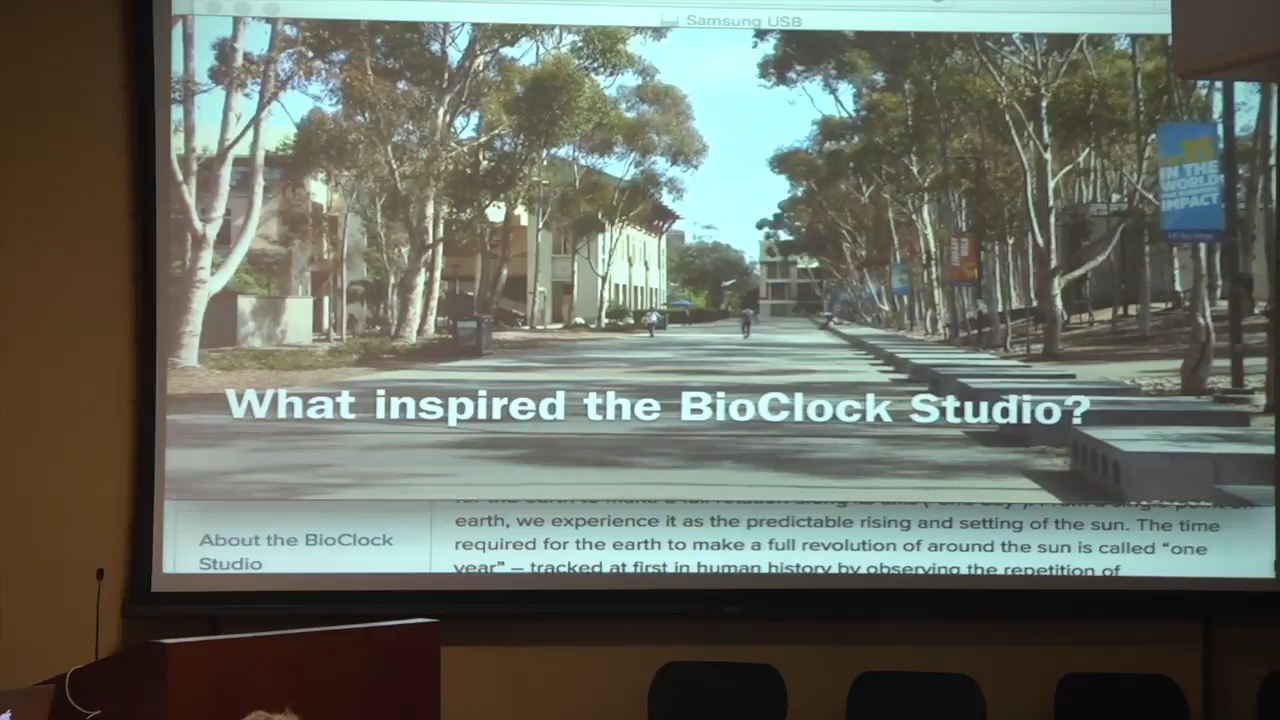 Samsung USB
IN THE
WORLD
IMPACT
What inspired the BioClock Studio?
earth, we experience it as the predictable rising and setting of the sun. The time
required for the earth to make a full revolution of around the sun is called “one
year” – tracked at first in human history by observing the repetition of
About the BioClock
Studio